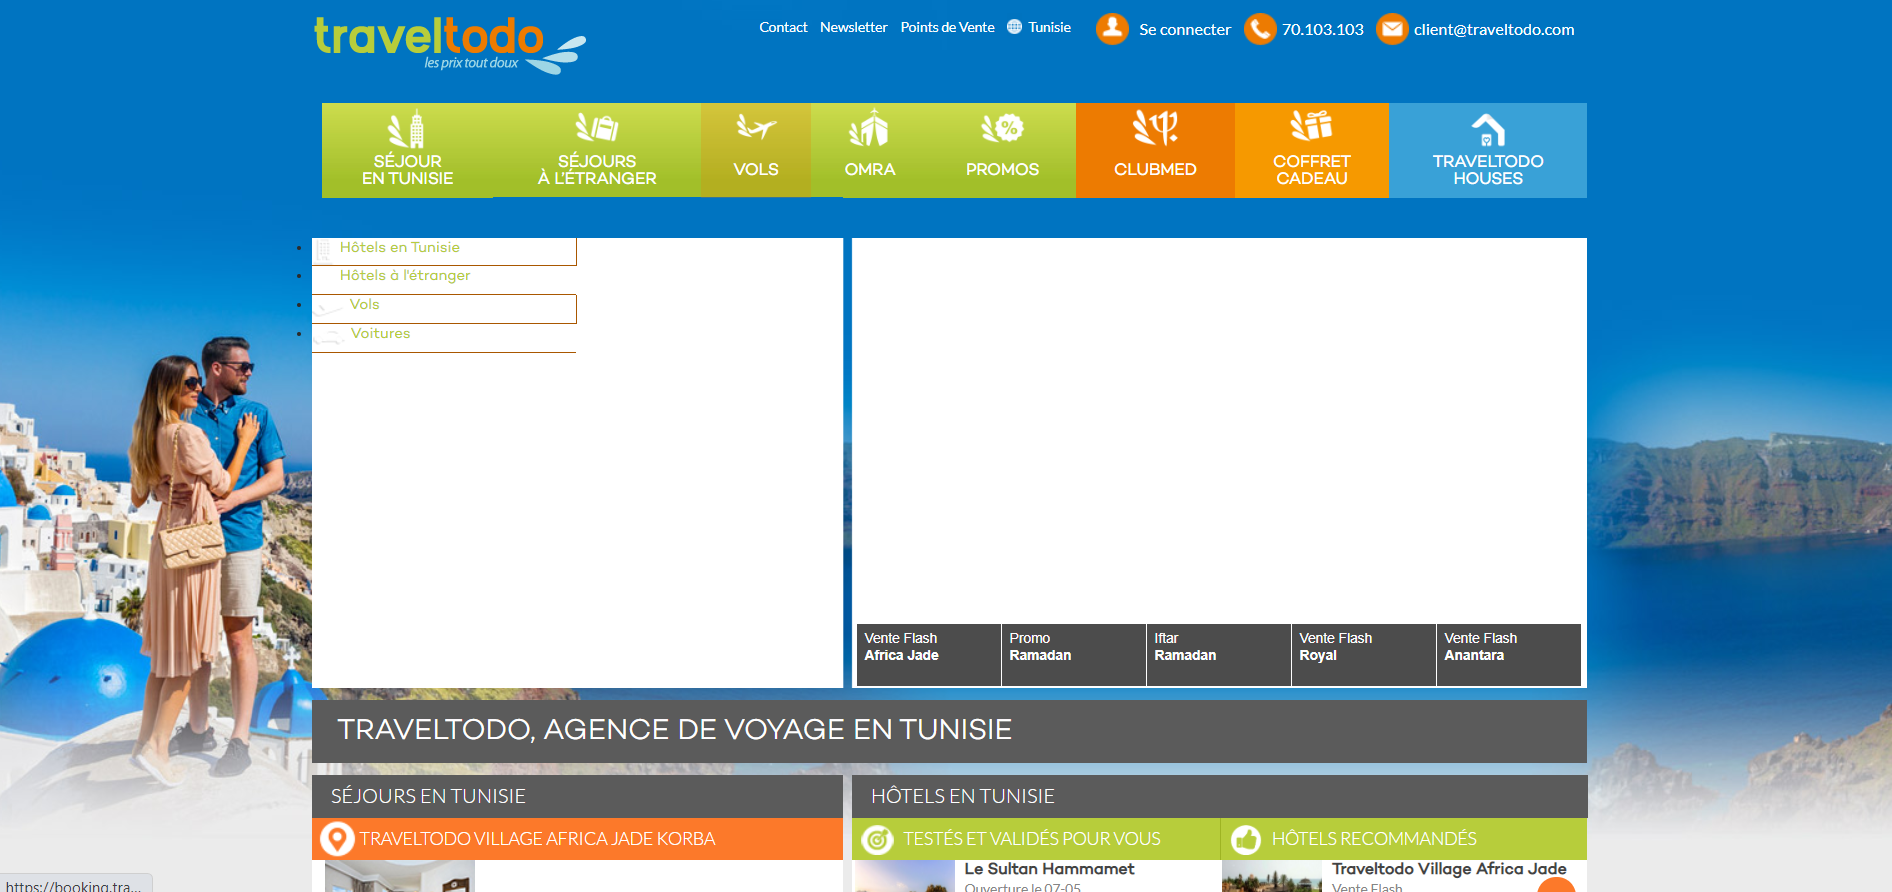 traveltodo
les prix tout doux
Contact Newsletter Points de Vente Tunisie Se connecter 70.103.103 client@traveltodo.com
SÉJOUR
EN TUNISIE
SÉJOURS
À L'ÉTRANGER
VOLS
OMRA
PROMOS
CLUBMED
COFFRET
CADEAU
TRAVELTODO
HOUSES
Hôtels en Tunisie
Hôtels à l'étranger
Vols
Voitures
Vente Flash
Africa Jade
Promo
Ramadan
Iftar
Ramadan
Vente Flash
Royal
Vente Flash
Anantara
TRAVELTODO, AGENCE DE VOYAGE EN TUNISIE
SÉJOURS EN TUNISIE
TRAVELTODO VILLAGE AFRICA JADE KORBA
HÔTELS EN TUNISIE
TESTÉS ET VALIDÉS POUR VOUS
HÔTELS RECOMMANDÉS
Le Sultan Hammamet
Ouverture le 07-05
Traveltodo Village Africa Jade
Vente Flash
https://booking.tra...